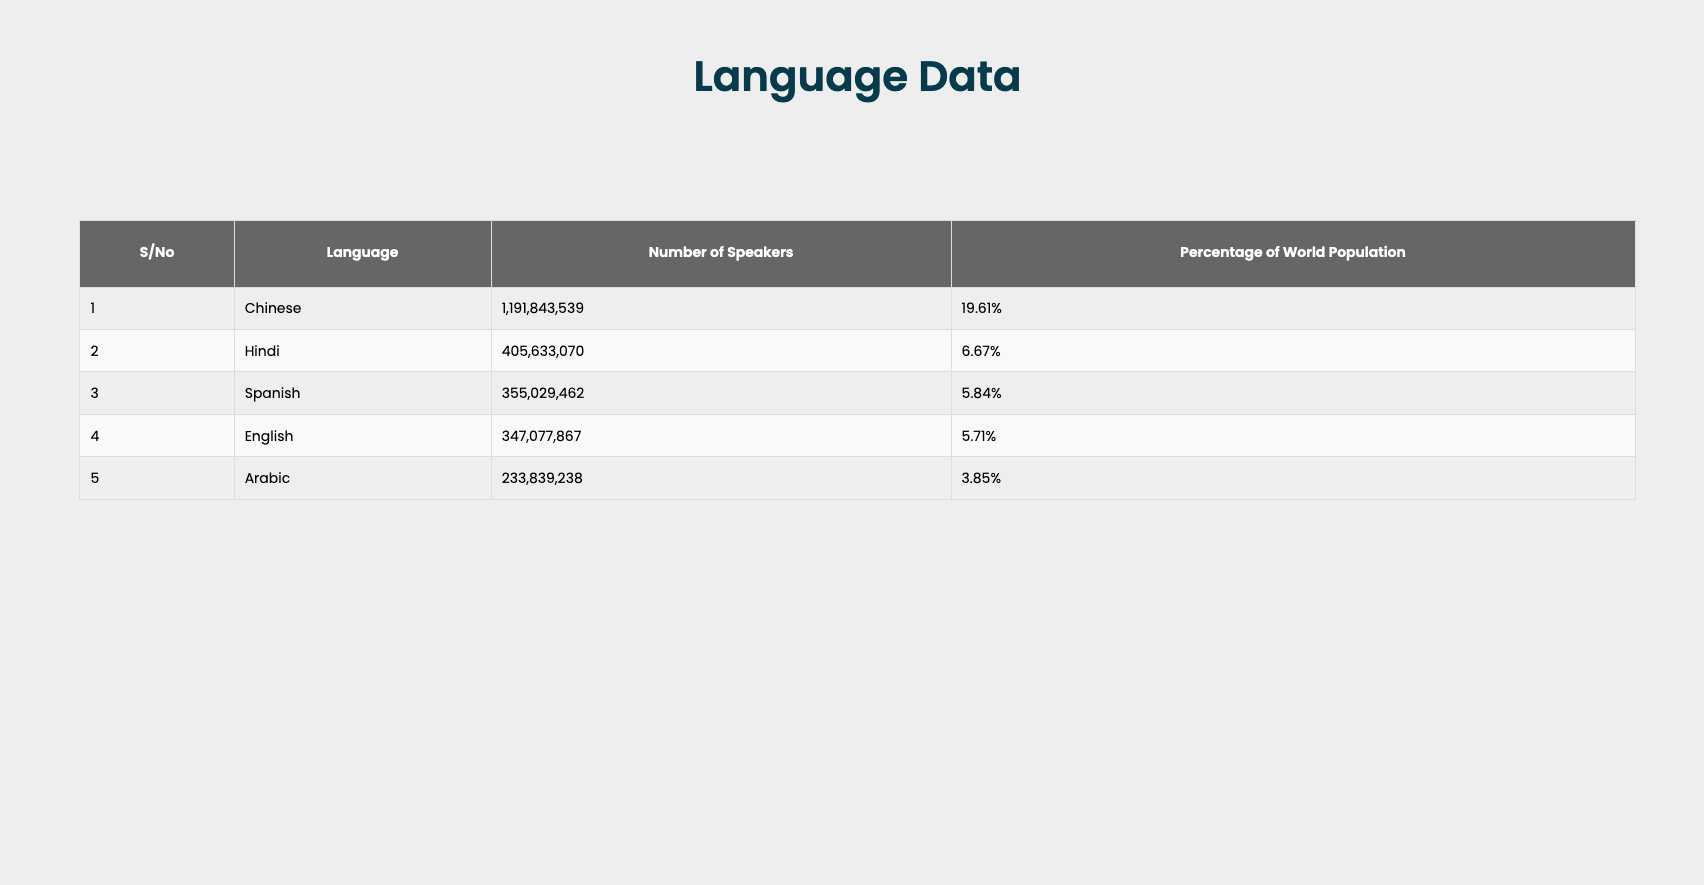 Language Data
S/No Language Number of Speakers Percentage of World Population
1 Chinese 1,191,843,539 19.61%
2 Hindi 405,633,070 6.67%
3 Spanish 355,029,462 5.84%
4 English 347,077,867 5.71%
5 Arabic 233,839,238 3.85%